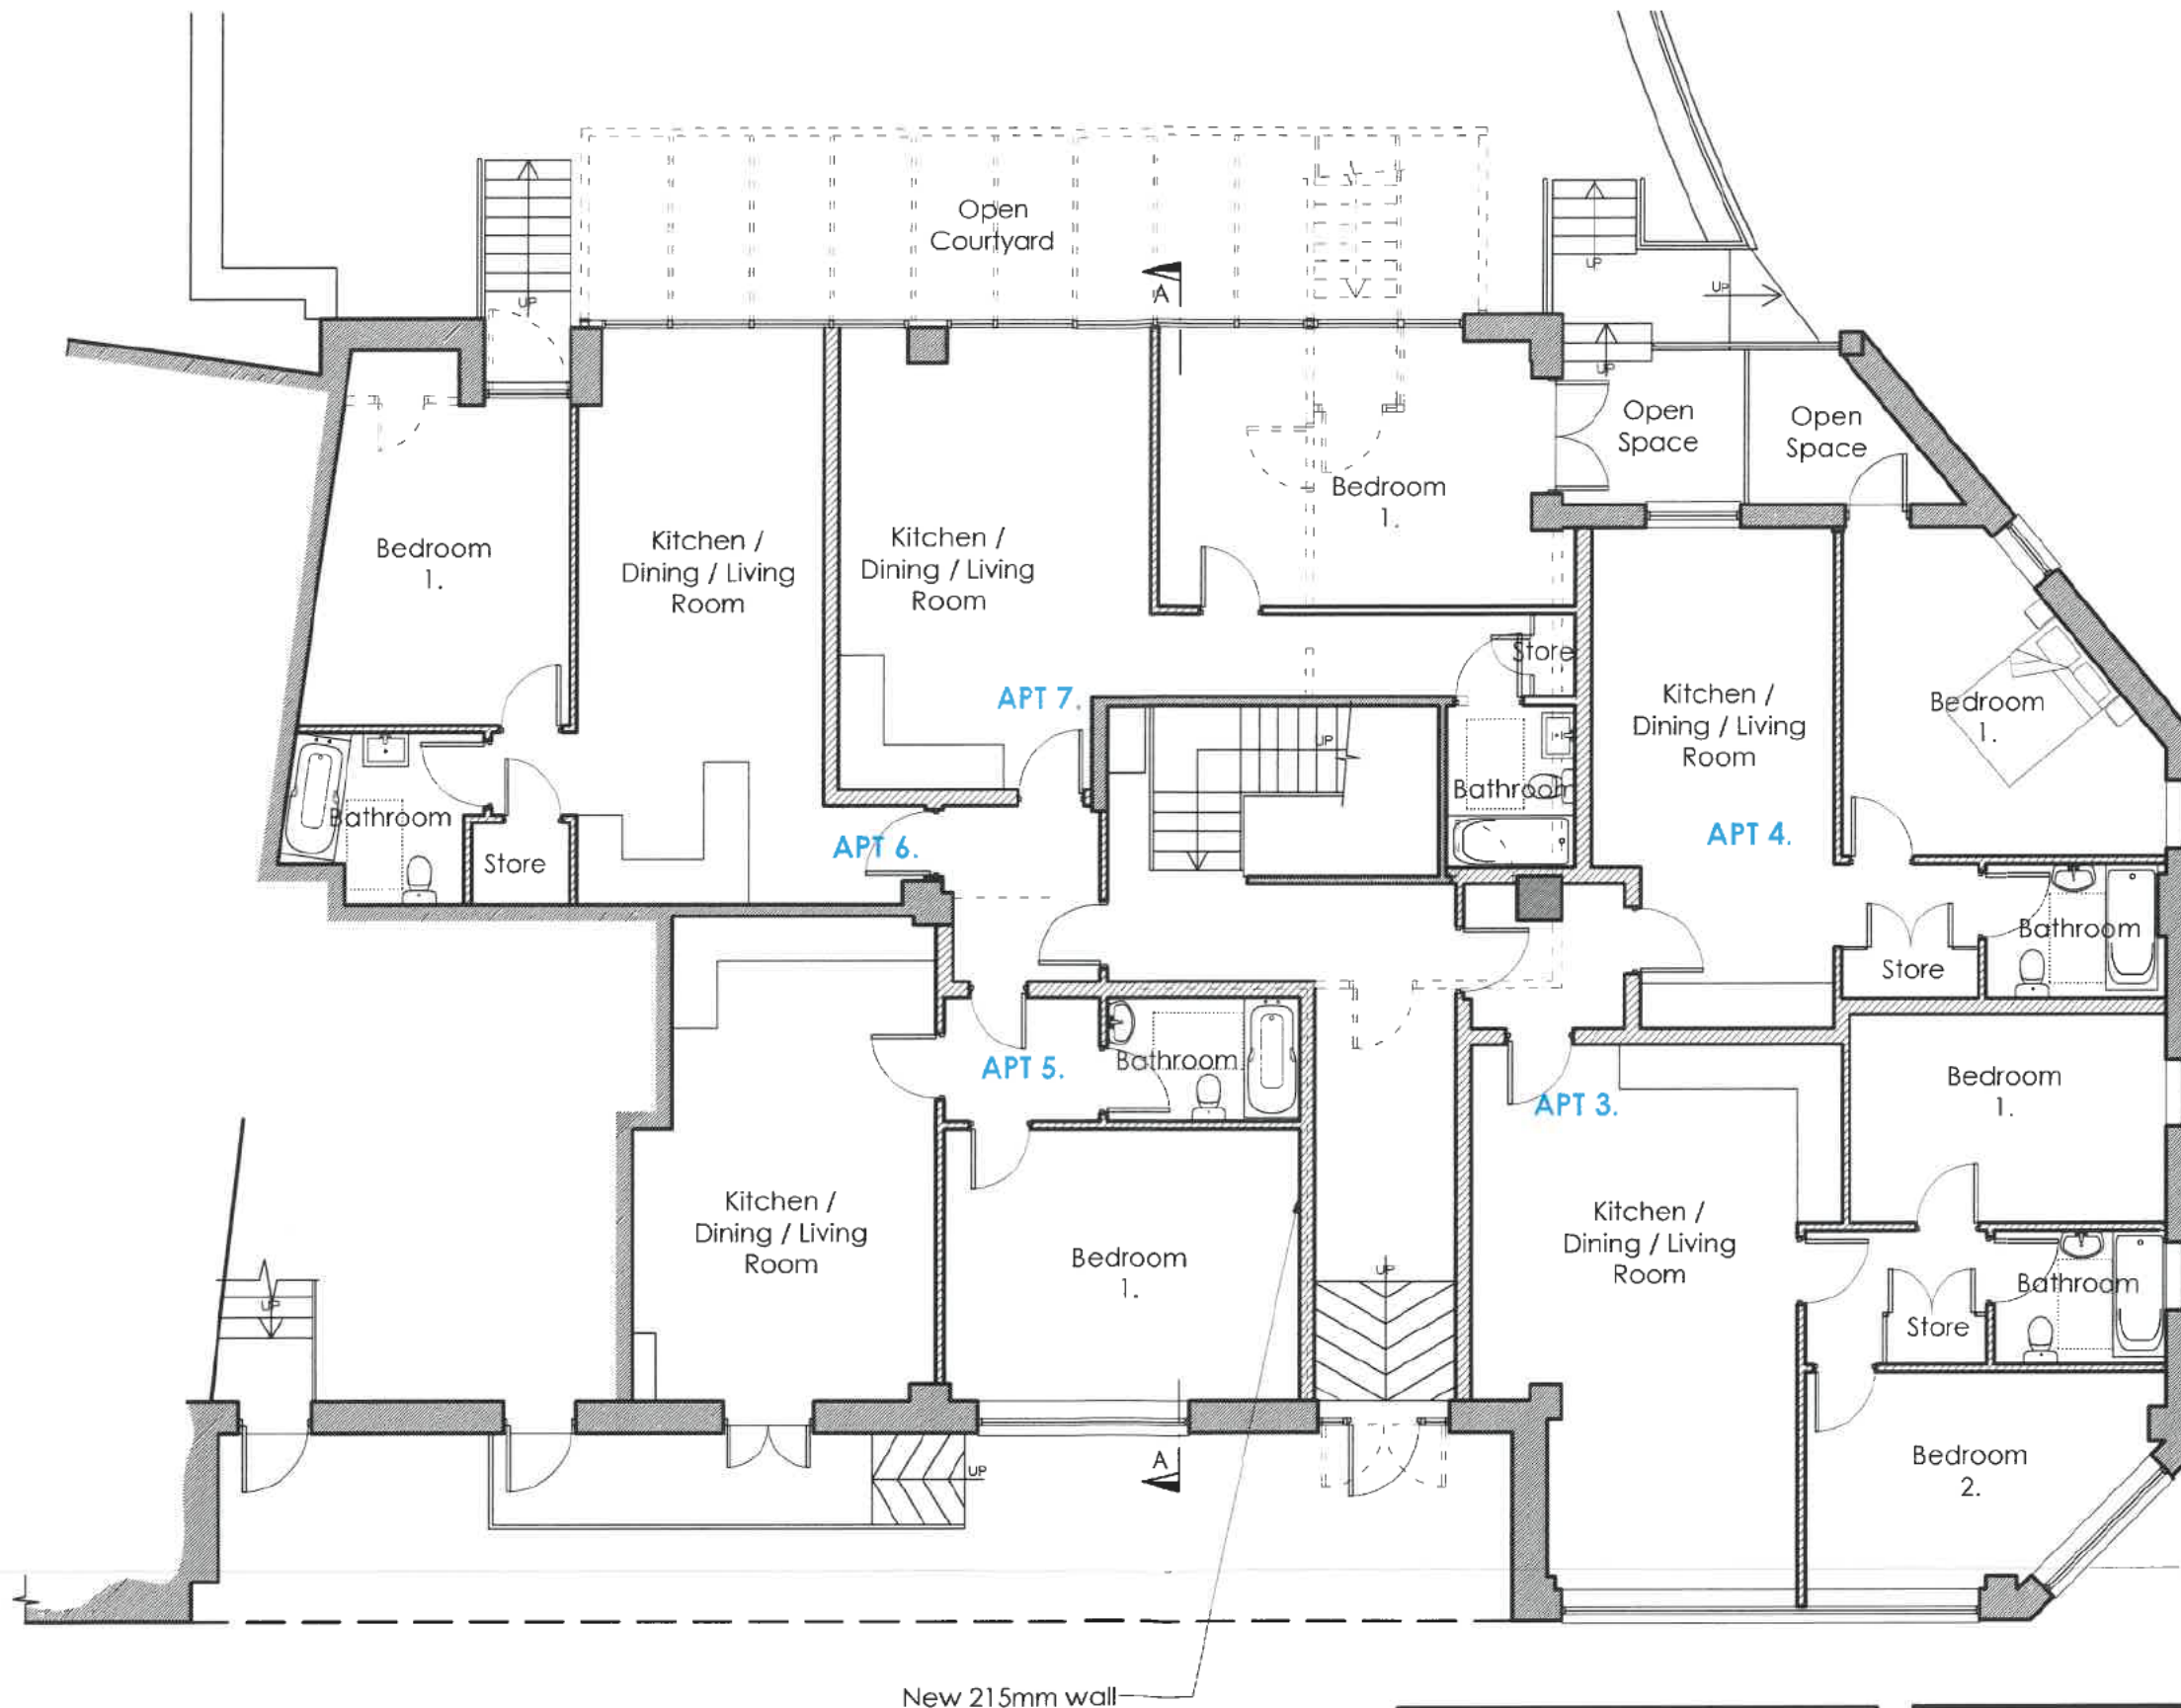 Open
Courtyard
A
UP
UP
UP
UP
UP
Open
Space
Open
Space
Bedroom
1.
Kitchen /
Dining / Living
Room
Kitchen /
Dining / Living
Room
Bedroom
1.
Store
APT 7.
Kitchen /
Dining / Living
Room
Bedroom
1.
UP
Bathroom
Bathroom
APT 6.
APT 4.
Store
Bathroom
Store
APT 5.
Bathroom
APT 3.
Bedroom
1.
Kitchen /
Dining / Living
Room
Bedroom
1.
Kitchen /
Dining / Living
Room
UP
UP
Bathroom
Store
Bedroom
2.
A
UP
New 215mm wall